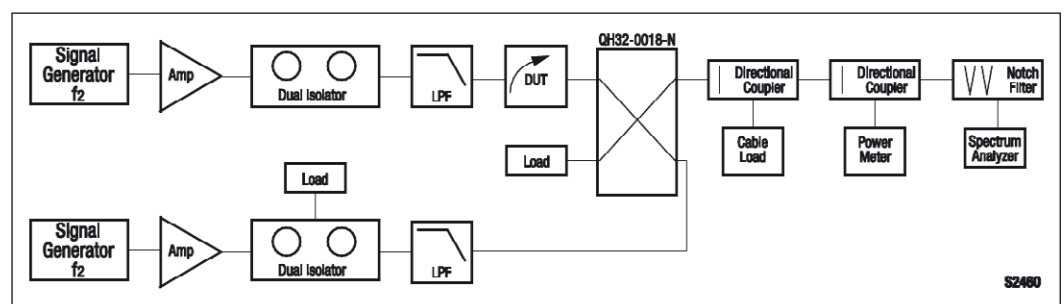 QH32-0018-N
Signal
Generator
f2
Amp
Dual Isolator
LPF
DUT
Directional
Coupler
Directional
Coupler
Notch
Filter
Load
Cable
Load
Power
Meter
Spectrum
Analyzer
Load
Signal
Generator
f2
Amp
Dual Isolator
LPF
S2460